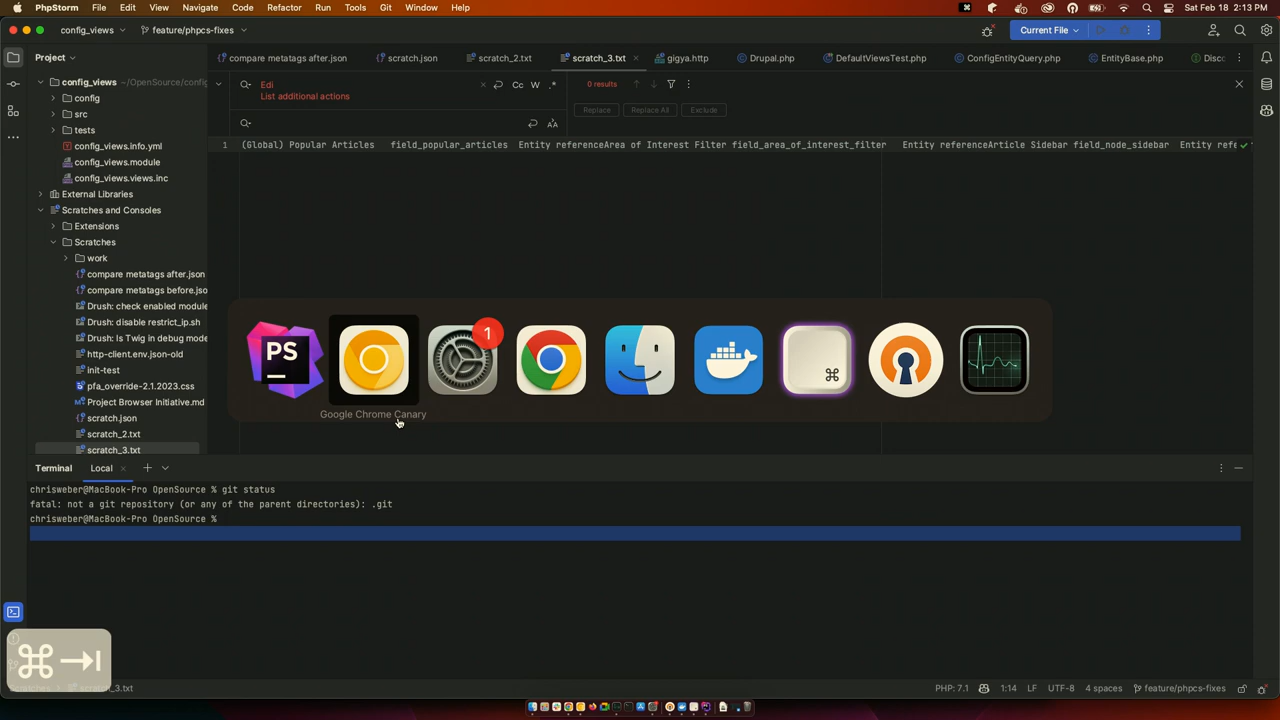 PhpStorm File Edit View Navigate Code Refactor Run Tools Git Window Help
Sat Feb 18 2:13 PM
config_views feature/phpcs-fixes Current File
Project
compare metatags after.json scratch.json scratch_2.txt scratch_3.txt gigya.http Drupal.php DefaultViewsTest.php ConfigEntityQuery.php EntityBase.php Disc
config_views ~/OpenSource/config
config
src
tests
config_views.info.yml
config_views.module
config_views.views.inc
External Libraries
Scratches and Consoles
Extensions
Scratches
work
compare metatags after.json
compare metatags before.jso
Drush: check enabled module
Drush: disable restrict_ip.sh
Drush: Is Twig in debug mode
http-client.env.json-old
init-test
pfa_override-2.1.2023.css
Project Browser Initiative.md
scratch.json
scratch_2.txt
scratch_3.txt
Edi
List additional actions
Cc W .*
0 results
Replace Replace All Exclude
1 (Global) Popular Articles field_popular_articles Entity referenceArea of Interest Filter field_area_of_interest_filter Entity referenceArticle Sidebar field_node_sidebar Entity refe
PS
1
⌘
Google Chrome Canary
Terminal Local
chrisweber@MacBook-Pro OpenSource % git status
fatal: not a git repository (or any of the parent directories): .git
chrisweber@MacBook-Pro OpenSource %
⌘ ⇥
scratch_3.txt
PHP: 7.1 1:14 LF UTF-8 4 spaces feature/phpcs-fixes